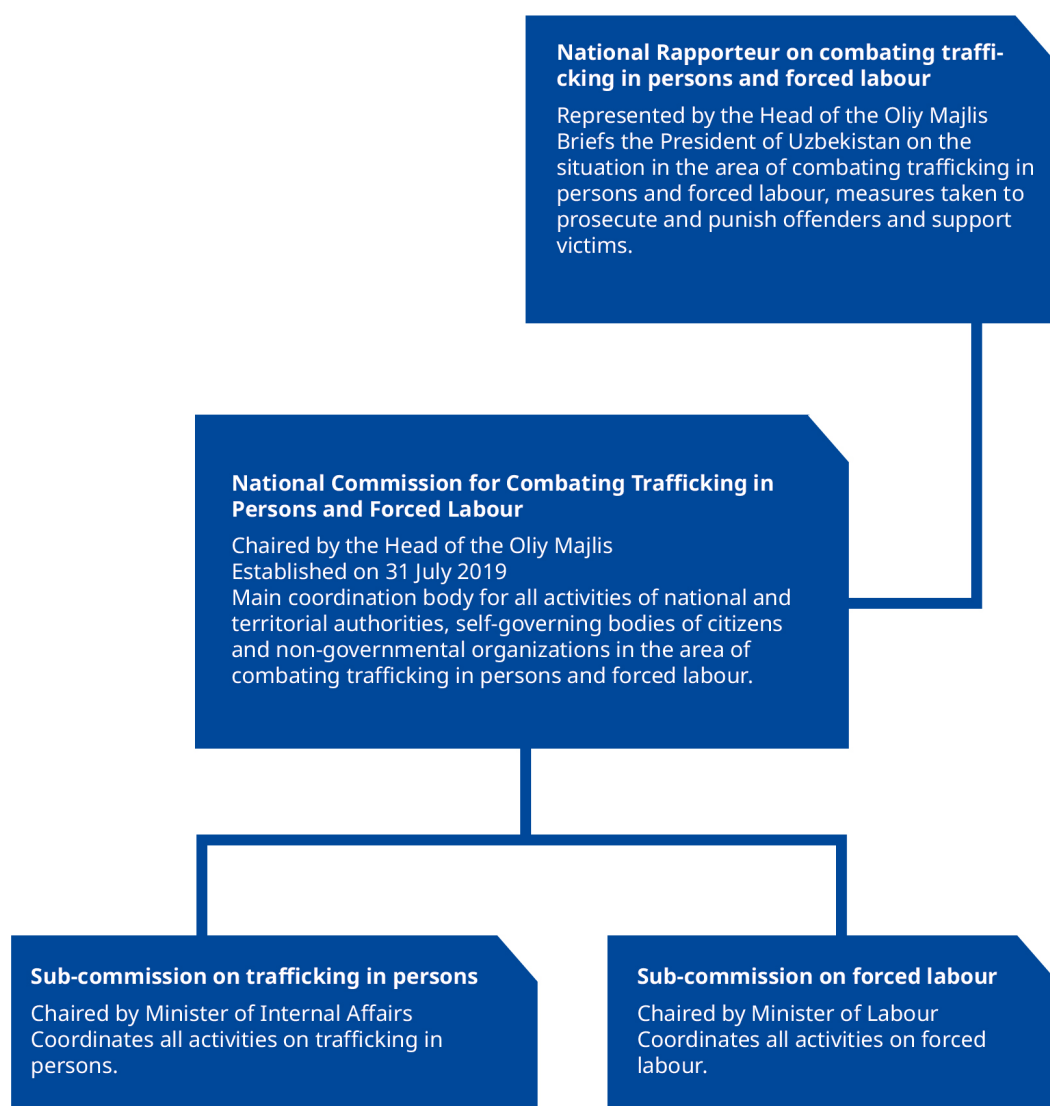 National Rapporteur on combating traffi-
cking in persons and forced labour
Represented by the Head of the Oliy Majlis
Briefs the President of Uzbekistan on the
situation in the area of combating trafficking in
persons and forced labour, measures taken to
prosecute and punish offenders and support
victims.
National Commission for Combating Trafficking in
Persons and Forced Labour
Chaired by the Head of the Oliy Majlis
Established on 31 July 2019
Main coordination body for all activities of national and
territorial authorities, self-governing bodies of citizens
and non-governmental organizations in the area of
combating trafficking in persons and forced labour.
Sub-commission on trafficking in persons
Chaired by Minister of Internal Affairs
Coordinates all activities on trafficking in
persons.
Sub-commission on forced labour
Chaired by Minister of Labour
Coordinates all activities on forced
labour.